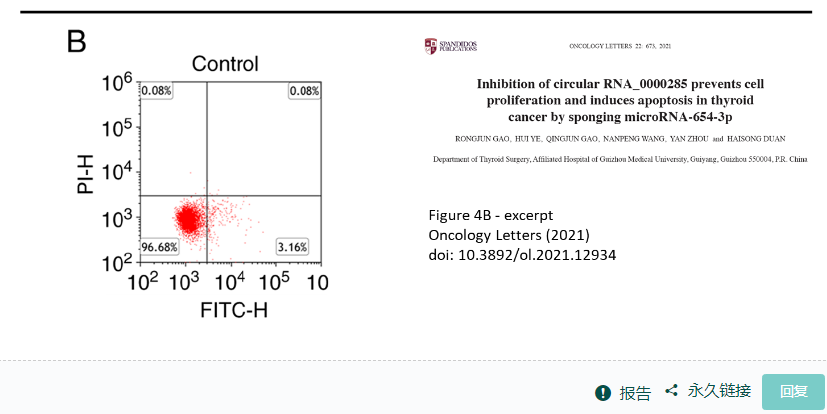 B
Control
10⁶
0.08%
0.08%
10⁵
10⁴
PI-H
10³
96.68%
3.16%
10²
10² 10³ 10⁴ 10⁵ 10
FITC-H
SPANDIDOS
PUBLICATIONS
ONCOLOGY LETTERS 22: 673, 2021
Inhibition of circular RNA_0000285 prevents cell
proliferation and induces apoptosis in thyroid
cancer by sponging microRNA-654-3p
RONGJUN GAO, HUI YE, QINGJUN GAO, NANPENG WANG, YAN ZHOU and HAISONG DUAN
Department of Thyroid Surgery, Affiliated Hospital of Guizhou Medical University, Guiyang, Guizhou 550004, P.R. China
Figure 4B - excerpt
Oncology Letters (2021)
doi: 10.3892/ol.2021.12934
报告 永久链接 回复